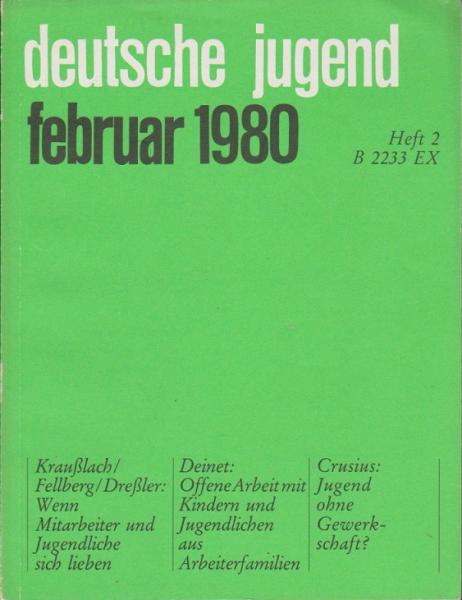 deutsche jugend
februar 1980
Heft 2
B 2233 EX
Kraußlach/
Fellberg/Dreßler:
Wenn
Mitarbeiter und
Jugendliche
sich lieben
Deinet:
Offene Arbeit mit
Kindern und
Jugendlichen
aus
Arbeiterfamilien
Crusius:
Jugend
ohne
Gewerk-
schaft?